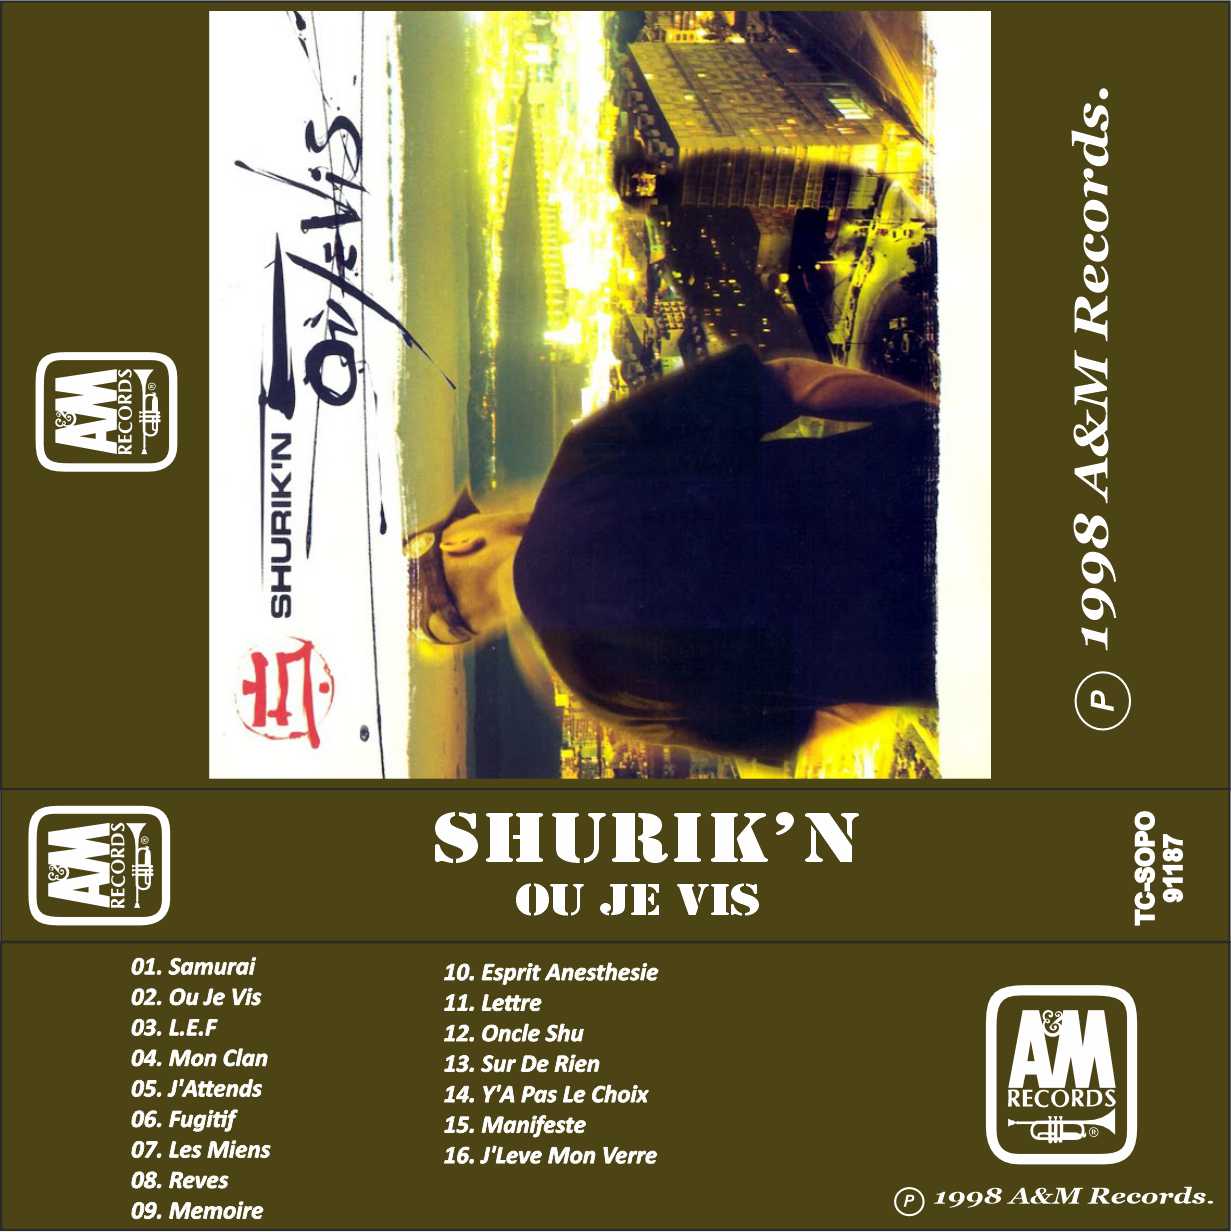 SHURIK'N
OÙ JE ViS
A&M
RECORDS
®
℗ 1998 A&M Records.
A&M
RECORDS
®
SHURIK'N
OU JE VIS
TC-SOPO
91187
01. Samurai
02. Ou Je Vis
03. L.E.F
04. Mon Clan
05. J'Attends
06. Fugitif
07. Les Miens
08. Reves
09. Memoire
10. Esprit Anesthesie
11. Lettre
12. Oncle Shu
13. Sur De Rien
14. Y'A Pas Le Choix
15. Manifeste
16. J'Leve Mon Verre
A&M
RECORDS
®
℗ 1998 A&M Records.